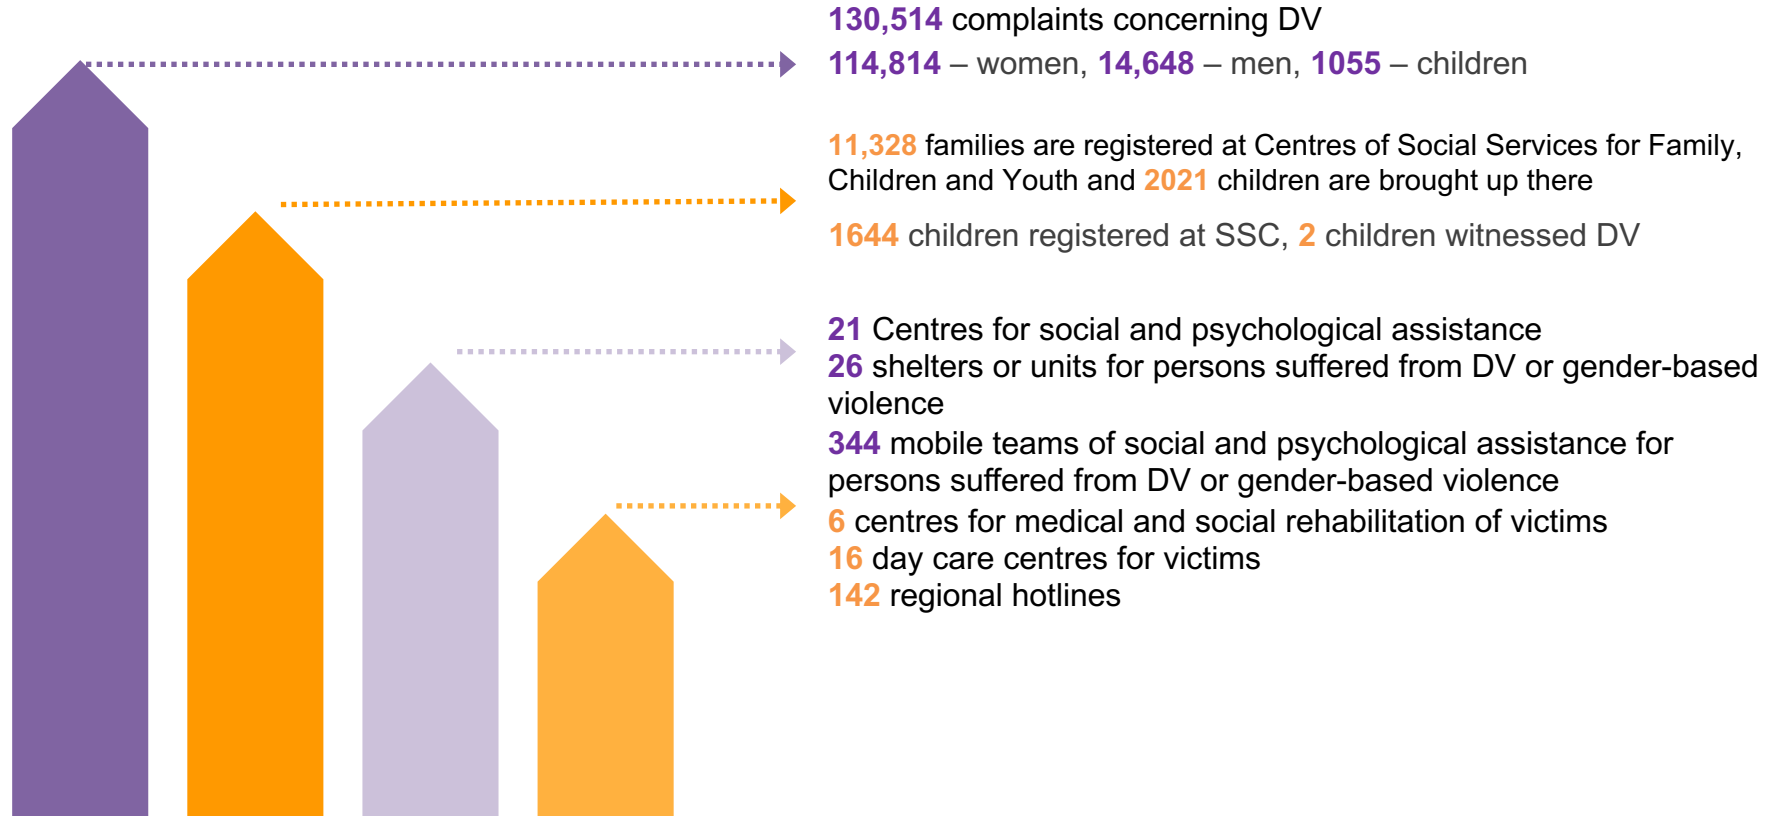 130,514 complaints concerning DV
114,814 – women, 14,648 – men, 1055 – children
11,328 families are registered at Centres of Social Services for Family,
Children and Youth and 2021 children are brought up there
1644 children registered at SSC, 2 children witnessed DV
21 Centres for social and psychological assistance
26 shelters or units for persons suffered from DV or gender-based
violence
344 mobile teams of social and psychological assistance for
persons suffered from DV or gender-based violence
6 centres for medical and social rehabilitation of victims
16 day care centres for victims
142 regional hotlines